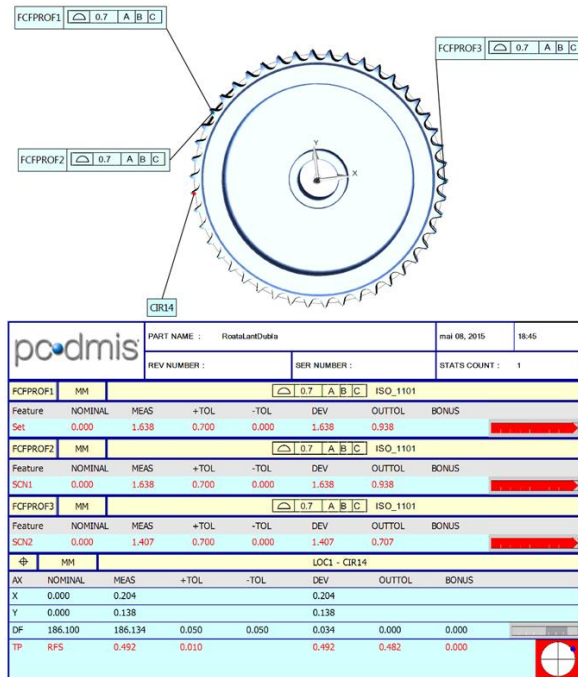 FCFPROF1 ⌓ 0.7 A B C
FCFPROF3 ⌓ 0.7 A B C
FCFPROF2 ⌓ 0.7 A B C
Y
X
CIR14
pc•dmis
PART NAME : RoataLantDubla mai 08, 2015 18:45
REV NUMBER : SER NUMBER : STATS COUNT : 1
FCFPROF1 MM ⌓ 0.7 A B C ISO_1101
Feature NOMINAL MEAS +TOL -TOL DEV OUTTOL BONUS
Set 0.000 1.638 0.700 0.000 1.638 0.938
FCFPROF2 MM ⌓ 0.7 A B C ISO_1101
Feature NOMINAL MEAS +TOL -TOL DEV OUTTOL BONUS
SCN1 0.000 1.638 0.700 0.000 1.638 0.938
FCFPROF3 MM ⌓ 0.7 A B C ISO_1101
Feature NOMINAL MEAS +TOL -TOL DEV OUTTOL BONUS
SCN2 0.000 1.407 0.700 0.000 1.407 0.707
⌖ MM LOC1 - CIR14
AX NOMINAL MEAS +TOL -TOL DEV OUTTOL BONUS
X 0.000 0.204 0.204
Y 0.000 0.138 0.138
DF 186.100 186.134 0.050 0.050 0.034 0.000 0.000
TP RFS 0.492 0.010 0.492 0.482 0.000